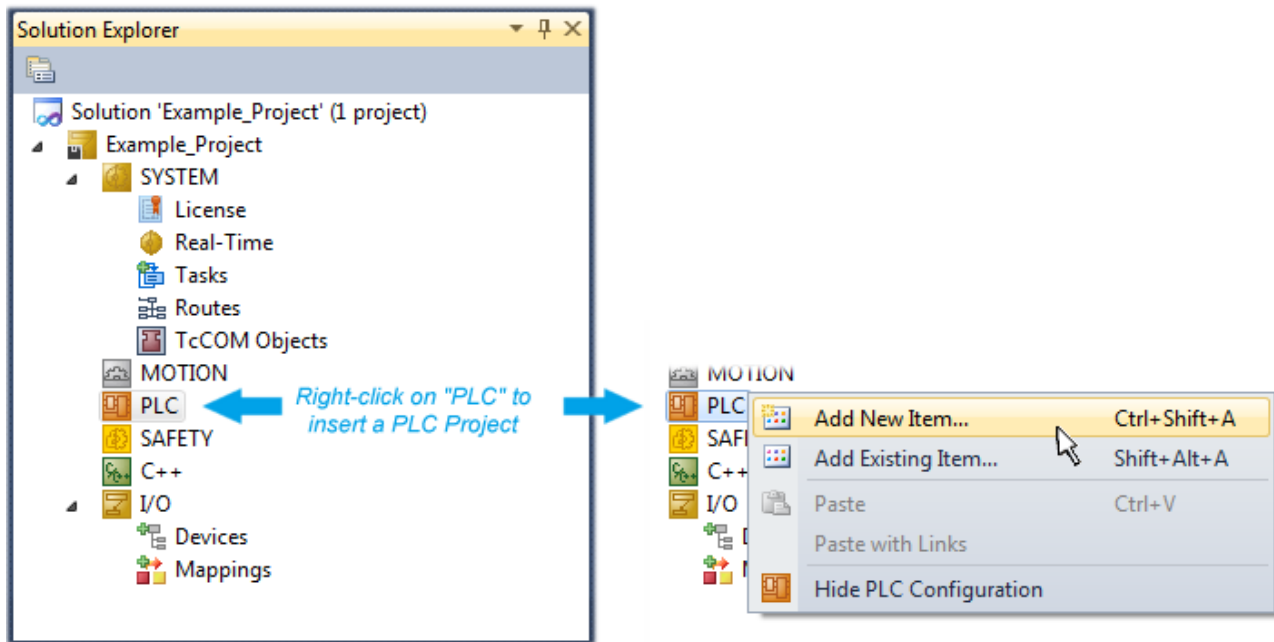 Solution Explorer
Solution 'Example_Project' (1 project)
Example_Project
SYSTEM
License
Real-Time
Tasks
Routes
TcCOM Objects
MOTION
PLC
SAFETY
C++
I/O
Devices
Mappings
Right-click on "PLC" to
insert a PLC Project
MOTION
PLC
SAFE
C++
I/O
Add New Item... Ctrl+Shift+A
Add Existing Item... Shift+Alt+A
Paste Ctrl+V
Paste with Links
Hide PLC Configuration